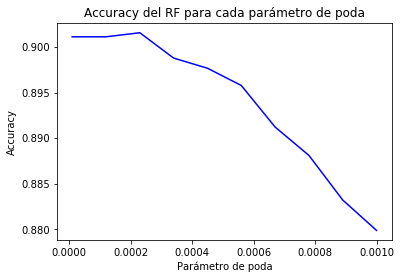 Accuracy del RF para cada parámetro de poda
0.900
0.895
0.890
0.885
0.880
Accuracy
0.0000 0.0002 0.0004 0.0006 0.0008 0.0010
Parámetro de poda